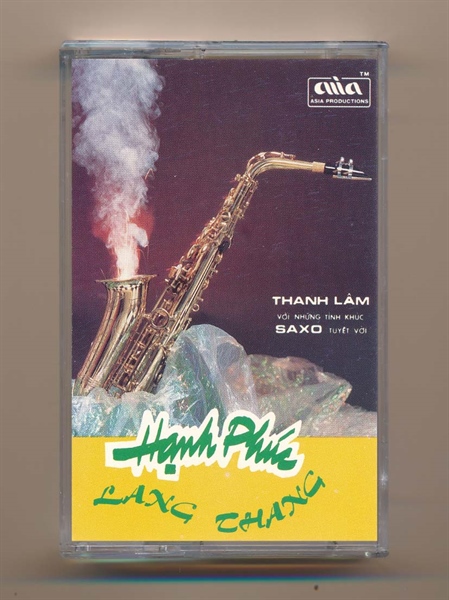 asia
TM
ASIA PRODUCTIONS
THANH LÂM
VỚI NHỮNG TÌNH KHÚC
SAXO TUYỆT VỜI
Hạnh Phúc
LANG THANG